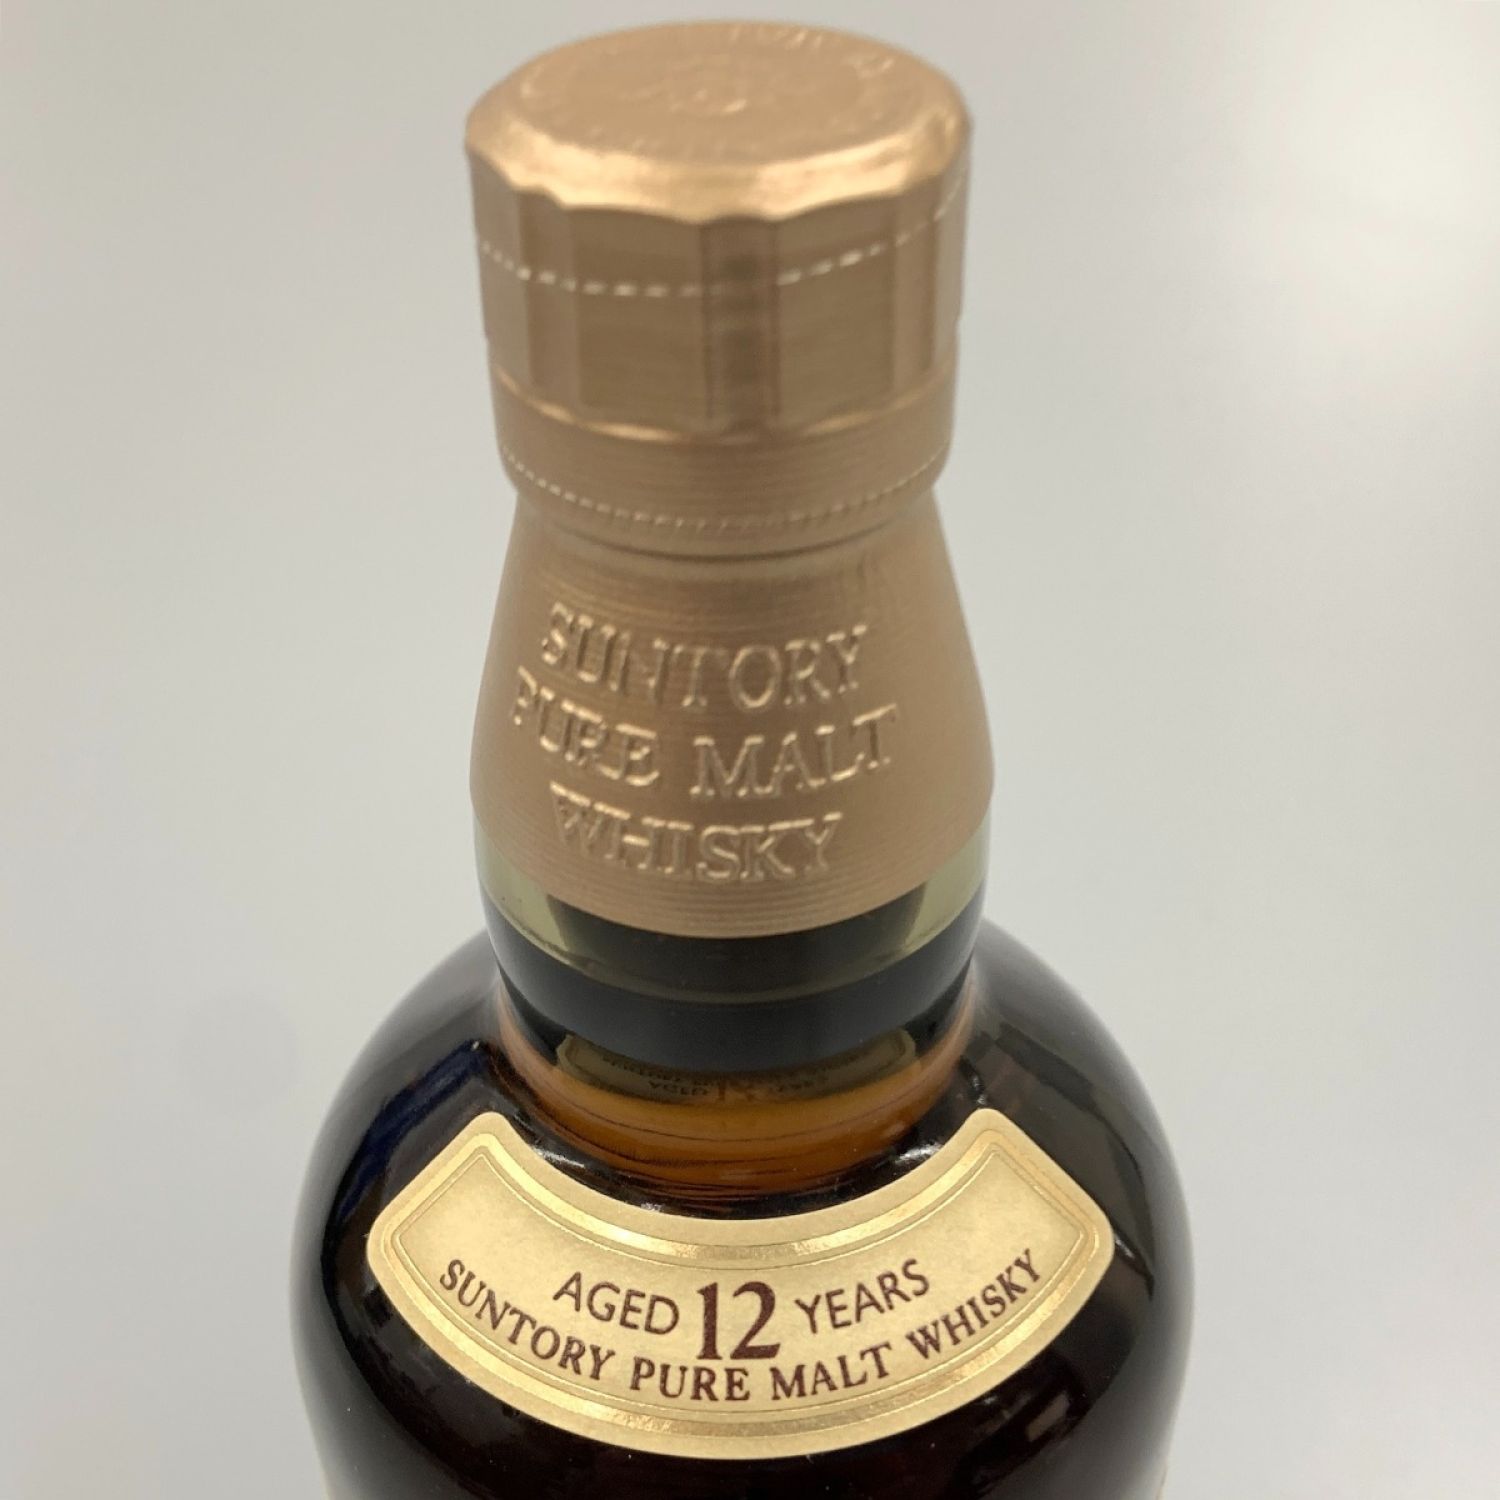 SUNTORY
PURE MALT
WHISKY
AGED 12 YEARS
SUNTORY PURE MALT WHISKY